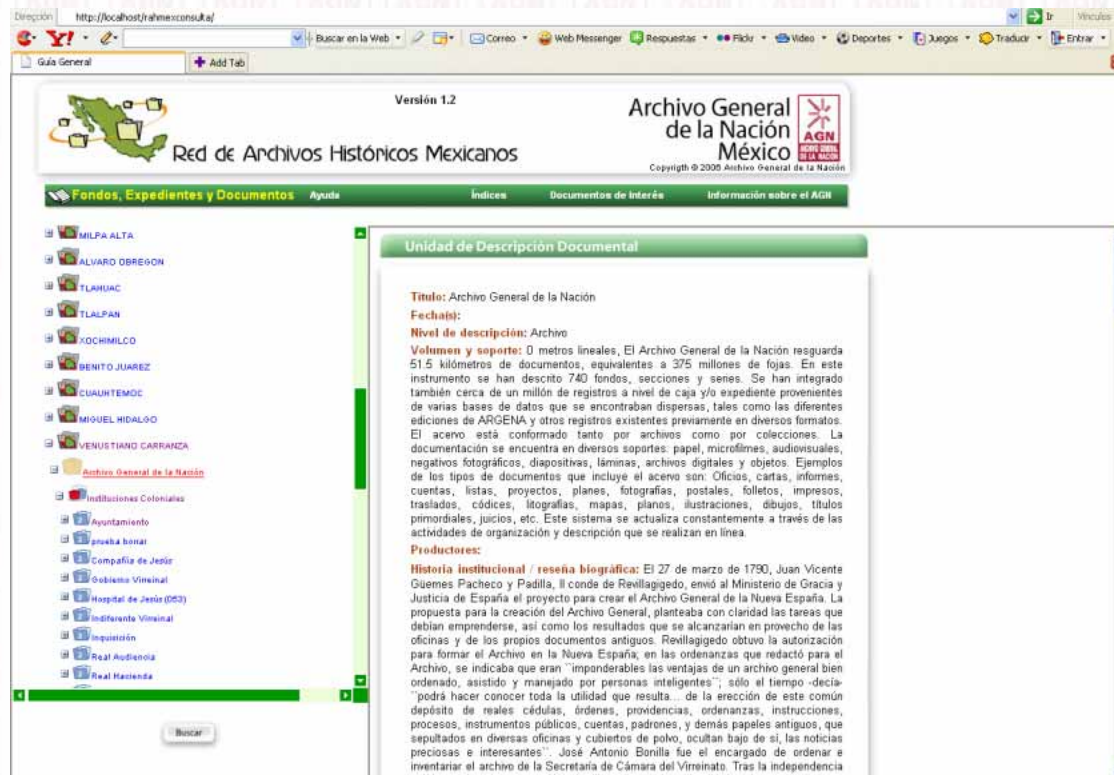 Dirección http://localhost/rahmexconsulta/ Ir Vínculos
Y! Buscar en la Web Correo Web Messenger Respuestas Flickr Video Deportes Juegos Traducir Entrar
Guía General Add Tab
Versión 1.2
Red de Archivos Históricos Mexicanos
Archivo General
de la Nación
México
AGN
ARCHIVO GENERAL
DE LA NACIÓN
Copyrigth © 2005 Archivo General de la Nación
Fondos, Expedientes y Documentos Ayuda Índices Documentos de Interés Información sobre el AGN
MILPA ALTA
ALVARO OBREGON
TLAHUAC
TLALPAN
XOCHIMILCO
BENITO JUAREZ
CUAUHTEMOC
MIGUEL HIDALGO
VENUSTIANO CARRANZA
Archivo General de la Nación
Instituciones Coloniales
Ayuntamiento
prueba borrar
Compañía de Jesús
Gobierno Virreinal
Hospital de Jesús (053)
Indiferente Virreinal
Inquisición
Real Audiencia
Real Hacienda
Buscar
Unidad de Descripción Documental
Título: Archivo General de la Nación
Fecha(s):
Nivel de descripción: Archivo
Volumen y soporte: 0 metros lineales, El Archivo General de la Nación resguarda
51.5 kilómetros de documentos, equivalentes a 375 millones de fojas. En este
instrumento se han descrito 740 fondos, secciones y series. Se han integrado
también cerca de un millón de registros a nivel de caja y/o expediente provenientes
de varias bases de datos que se encontraban dispersas, tales como las diferentes
ediciones de ARGENA y otros registros existentes previamente en diversos formatos.
El acervo está conformado tanto por archivos como por colecciones. La
documentación se encuentra en diversos soportes: papel, microfilmes, audiovisuales,
negativos fotográficos, diapositivas, láminas, archivos digitales y objetos. Ejemplos
de los tipos de documentos que incluye el acervo son: Oficios, cartas, informes,
cuentas, listas, proyectos, planes, fotografías, postales, folletos, impresos,
traslados, códices, litografías, mapas, planos, ilustraciones, dibujos, títulos
primordiales, juicios, etc. Este sistema se actualiza constantemente a través de las
actividades de organización y descripción que se realizan en línea.
Productores:
Historia institucional / reseña biográfica: El 27 de marzo de 1790, Juan Vicente
Güemes Pacheco y Padilla, II conde de Revillagigedo, envió al Ministerio de Gracia y
Justicia de España el proyecto para crear el Archivo General de la Nueva España. La
propuesta para la creación del Archivo General, planteaba con claridad las tareas que
debían emprenderse, así como los resultados que se alcanzarían en provecho de las
oficinas y de los propios documentos antiguos. Revillagigedo obtuvo la autorización
para formar el Archivo en la Nueva España; en las ordenanzas que redactó para el
Archivo, se indicaba que eran ``imponderables las ventajas de un archivo general bien
ordenado, asistido y manejado por personas inteligentes``; sólo el tiempo -decía-
``podrá hacer conocer toda la utilidad que resulta... de la erección de este común
depósito de reales cédulas, órdenes, providencias, ordenanzas, instrucciones,
procesos, instrumentos públicos, cuentas, padrones, y demás papeles antiguos, que
sepultados en diversas oficinas y cubiertos de polvo, ocultan bajo de sí, las noticias
preciosas e interesantes``. José Antonio Bonilla fue el encargado de ordenar e
inventariar el archivo de la Secretaría de Cámara del Virreinato. Tras la independencia